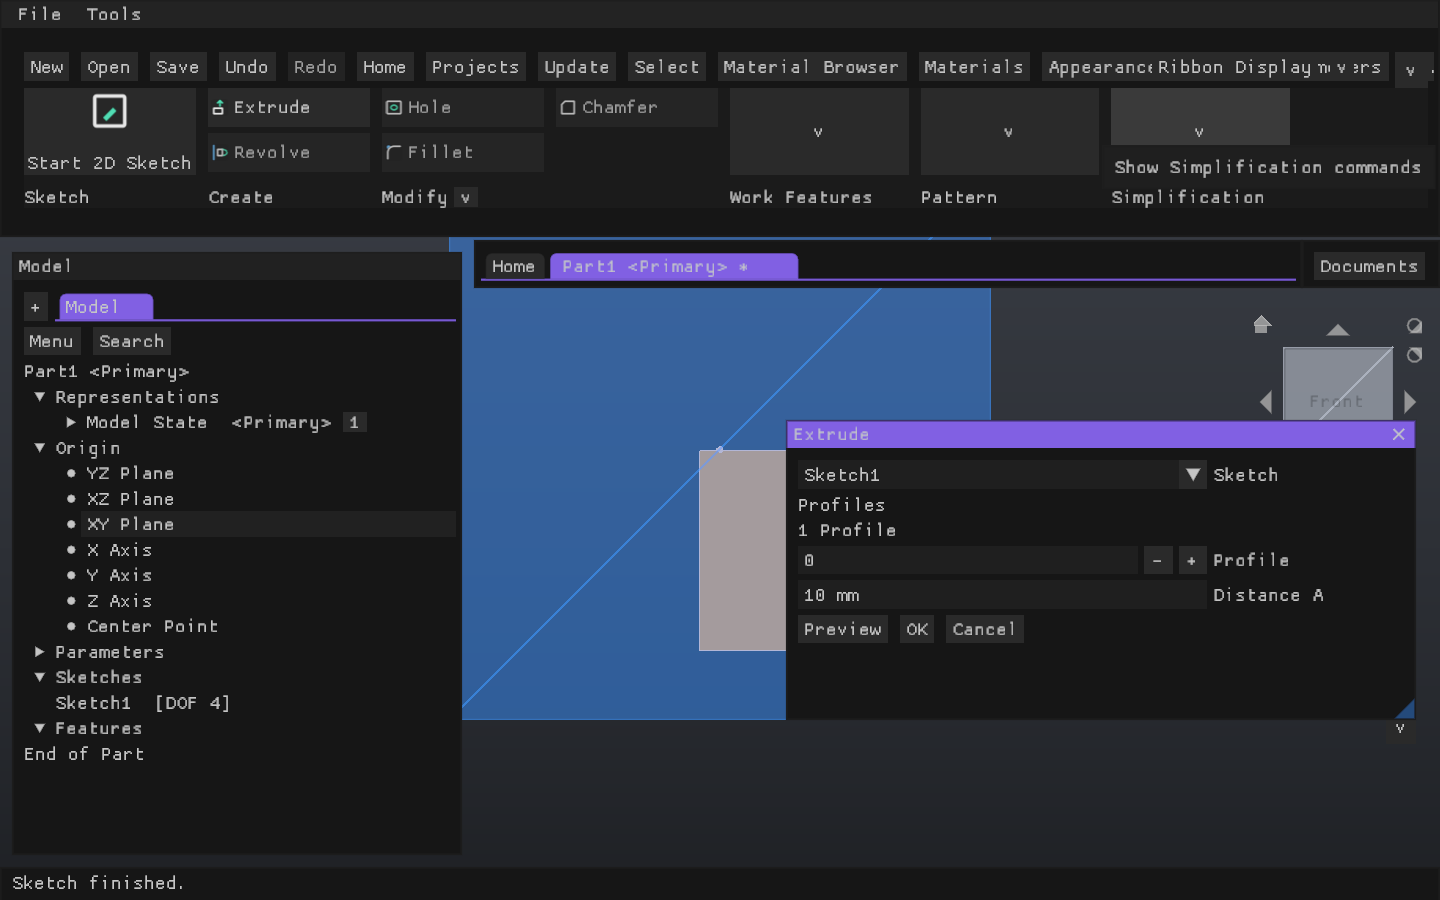 File Tools
New Open Save Undo Redo Home Projects Update Select Material Browser Materials Appearance Ribbon Display v
Extrude Hole Chamfer v v v
Start 2D Sketch Revolve Fillet Show Simplification commands
Sketch Create Modify v Work Features Pattern Simplification
Model
+ Model
Menu Search
Part1 <Primary>
Representations
Model State <Primary> 1
Origin
YZ Plane
XZ Plane
XY Plane
X Axis
Y Axis
Z Axis
Center Point
Parameters
Sketches
Sketch1 [DOF 4]
Features
End of Part
Home Part1 <Primary> * Documents
Front
Extrude
Sketch1 Sketch
Profiles
1 Profile
0 - + Profile
10 mm Distance A
Preview OK Cancel
v
Sketch finished.